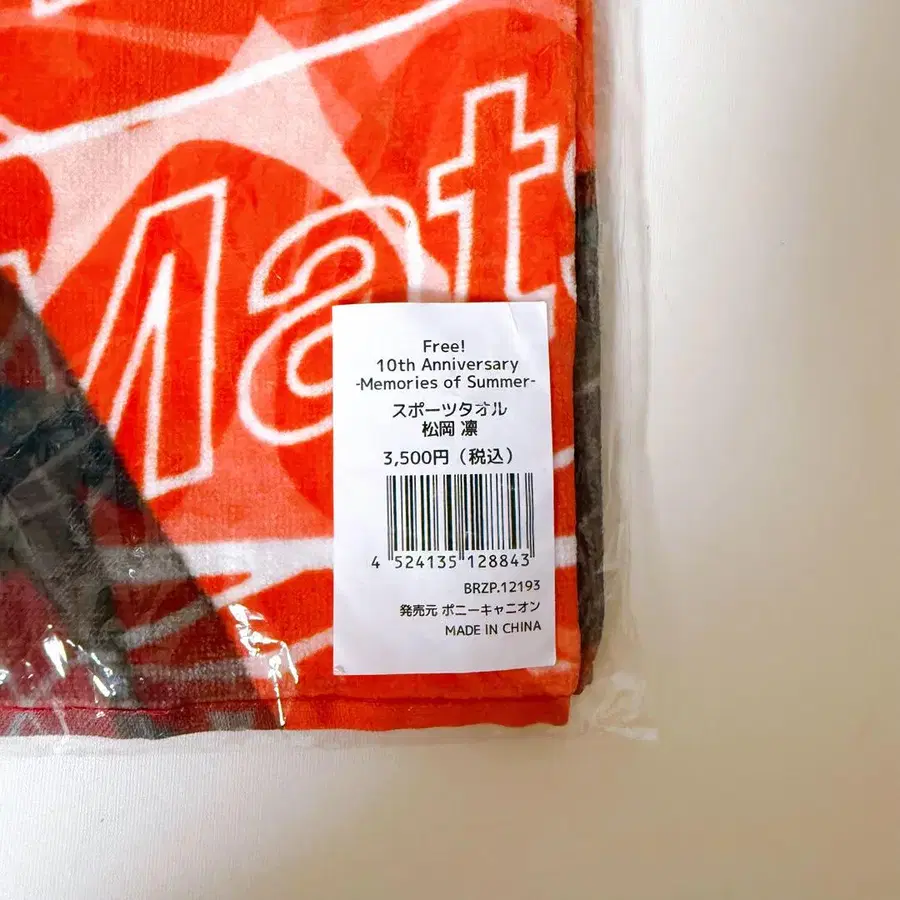 Mats
Free!
10th Anniversary
-Memories of Summer-
スポーツタオル
松岡 凛
3,500円（税込）
4 524135 128843
BRZP.12193
発売元 ポニーキャニオン
MADE IN CHINA